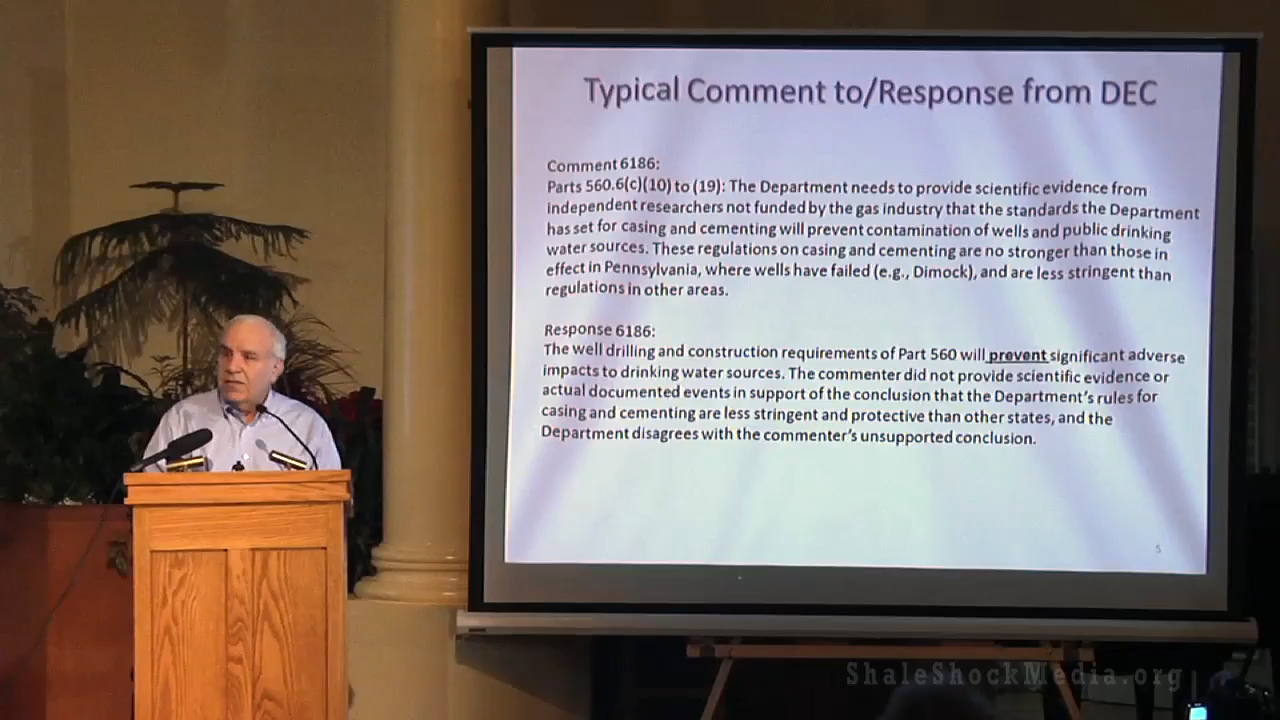 Typical Comment to/Response from DEC
Comment 6186:
Parts 560.6(c)(10) to (19): The Department needs to provide scientific evidence from
independent researchers not funded by the gas industry that the standards the Department
has set for casing and cementing will prevent contamination of wells and public drinking
water sources. These regulations on casing and cementing are no stronger than those in
effect in Pennsylvania, where wells have failed (e.g., Dimock), and are less stringent than
regulations in other areas.
Response 6186:
The well drilling and construction requirements of Part 560 will prevent significant adverse
impacts to drinking water sources. The commenter did not provide scientific evidence or
actual documented events in support of the conclusion that the Department's rules for
casing and cementing are less stringent and protective than other states, and the
Department disagrees with the commenter's unsupported conclusion.
5
ShaleShockMedia.org